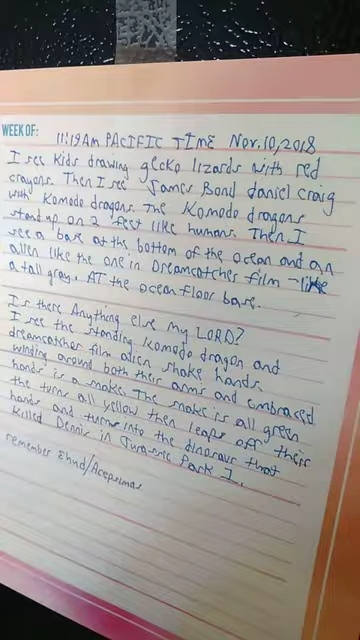 WEEK OF:
11:19Am PACIFIC TIME Nov.10,2018
I see kids drawing gecko lizards with red
crayons. Then I see James Bond daniel craig
with Komodo dragons. The Komodo dragons
stand up on 2 feet like humans. Then I
see a base at the bottom of the ocean and an
alien like the one in Dreamcatcher film - like
a tall gray. AT the ocean floor base.
Is there Anything else my LORD?
I see the standing Komodo dragon and
dreamcatcher film alien shake hands.
winding around both their arms and embraced
hands is a snake. The snake is all green
the turns all yellow then leaps off their
hands and turns into the dinosaur that
killed Dennis in Jurassic Park I.
remember Ehud/